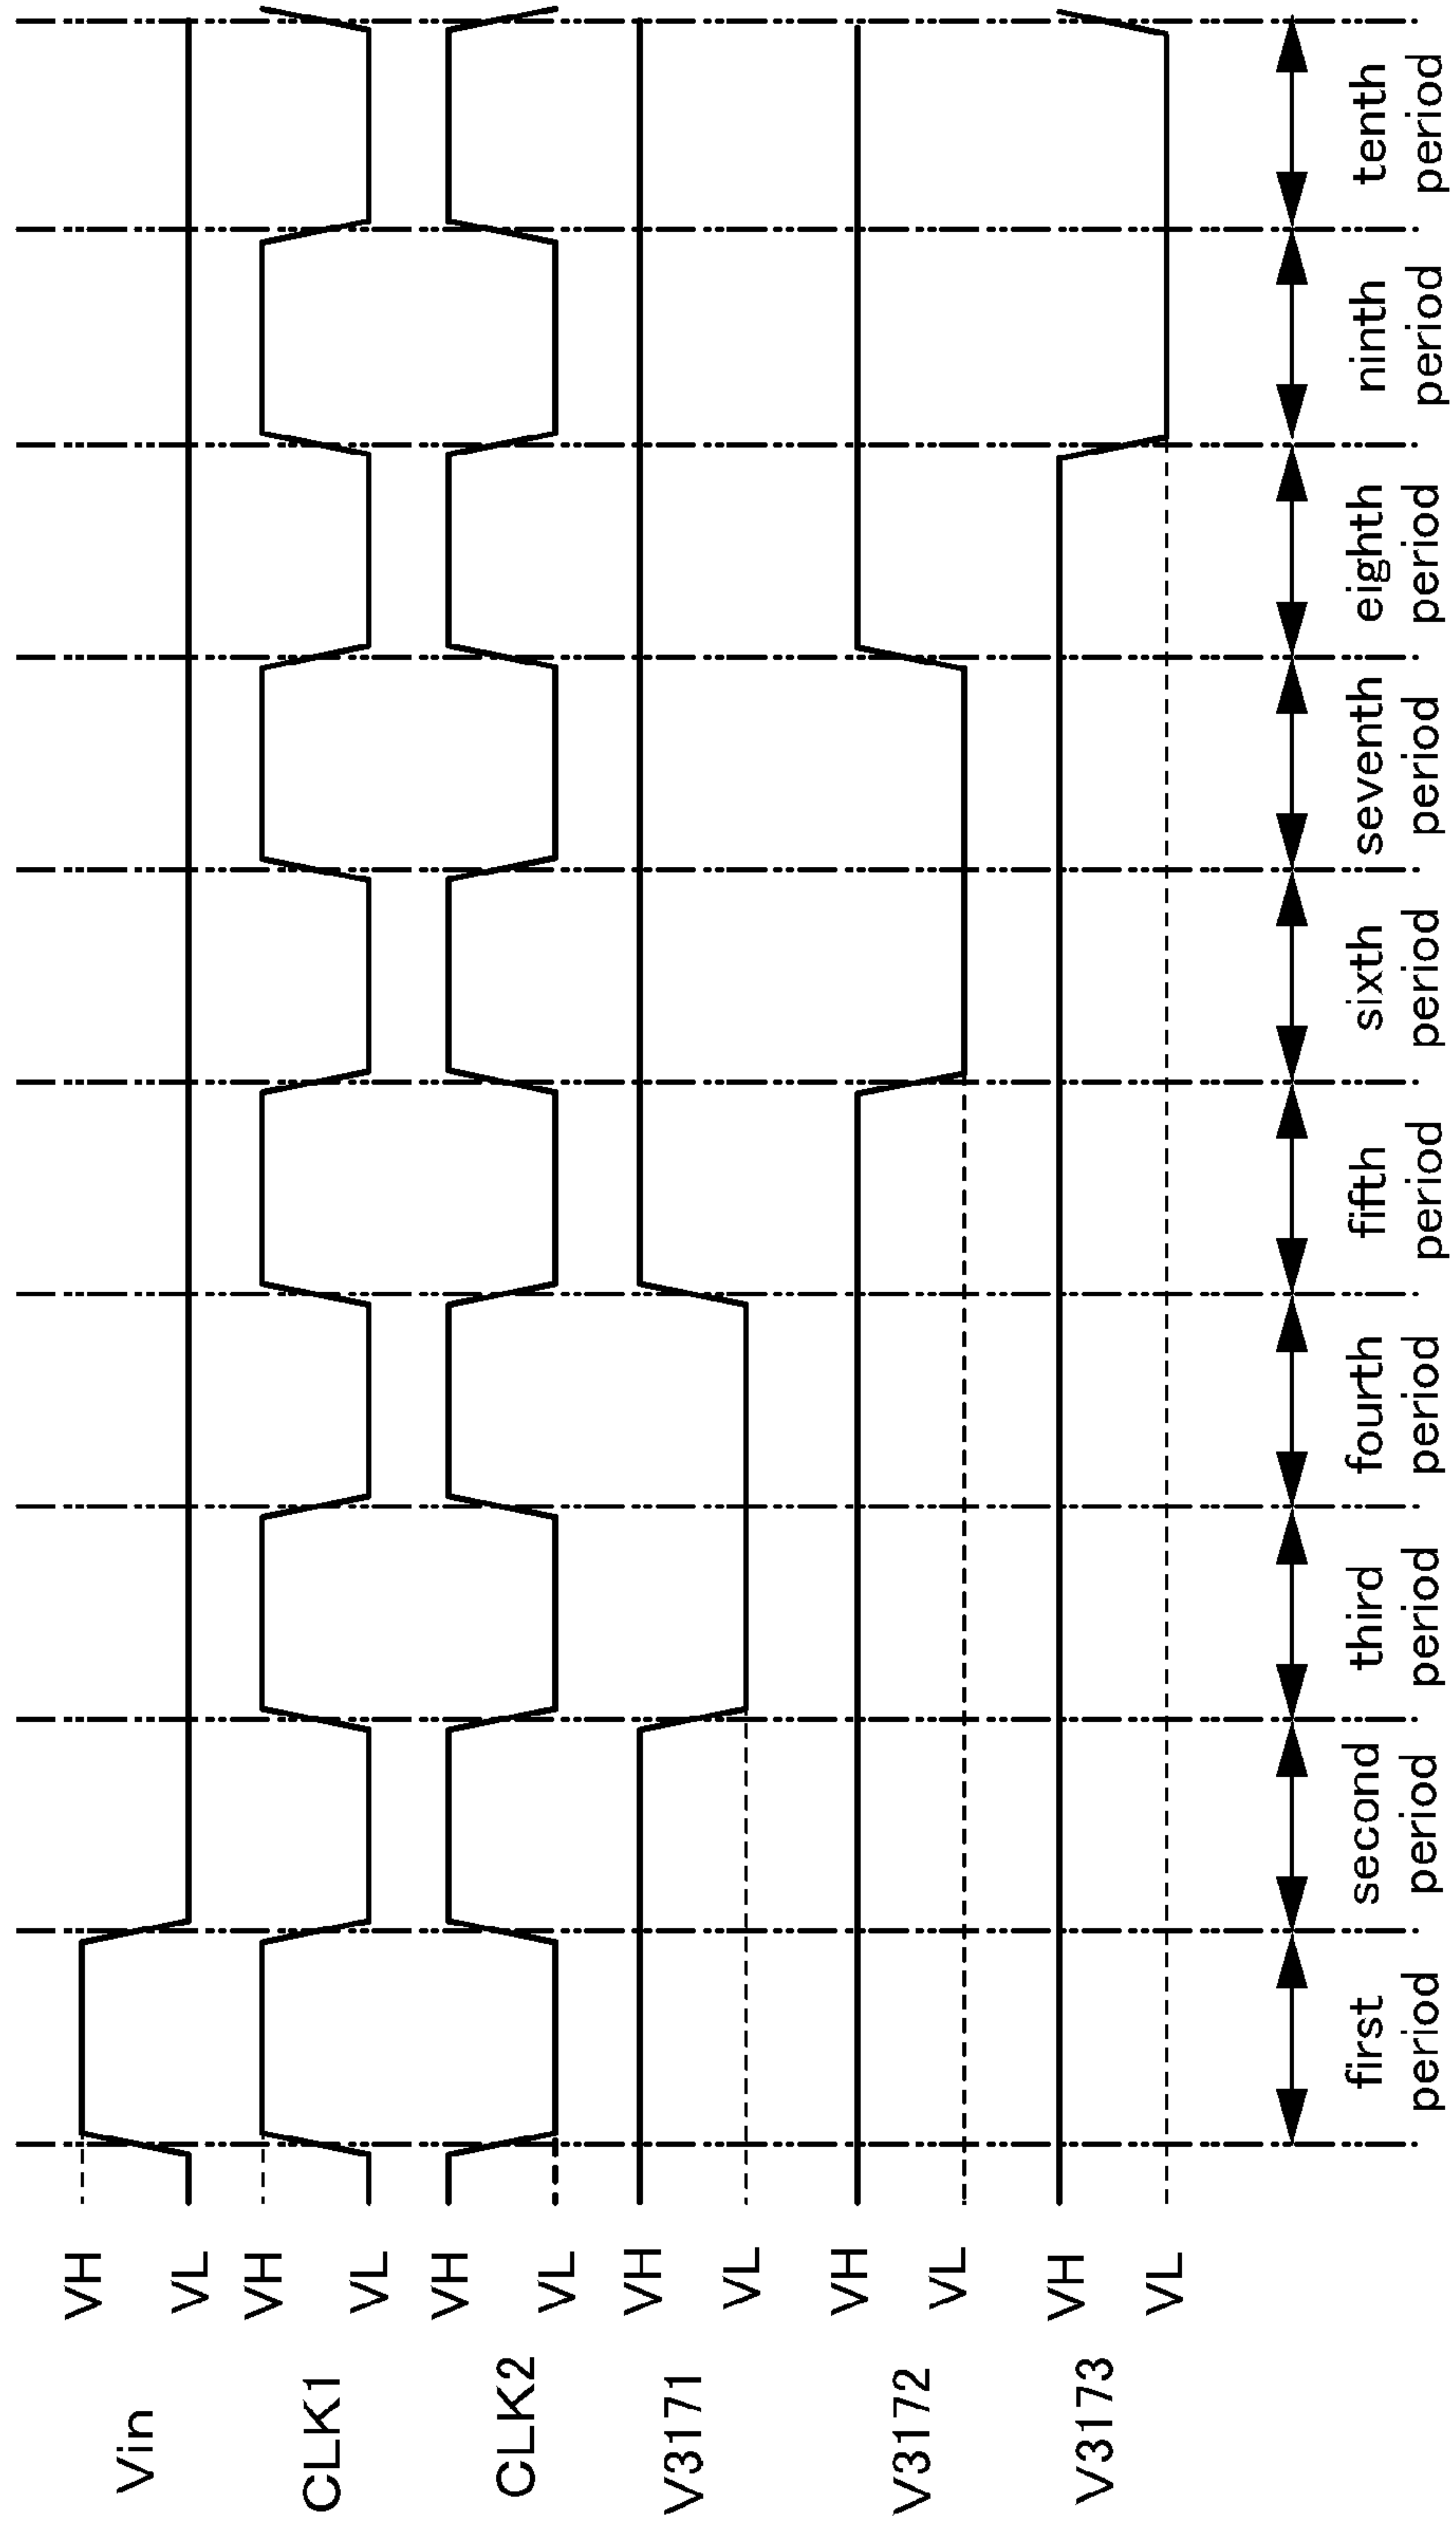 Vin
VH
VL
CLK1
VH
VL
CLK2
VH
VL
V3171
VH
VL
V3172
VH
VL
V3173
VH
VL
first
period
second
period
third
period
fourth
period
fifth
period
sixth
period
seventh
period
eighth
period
ninth
period
tenth
period